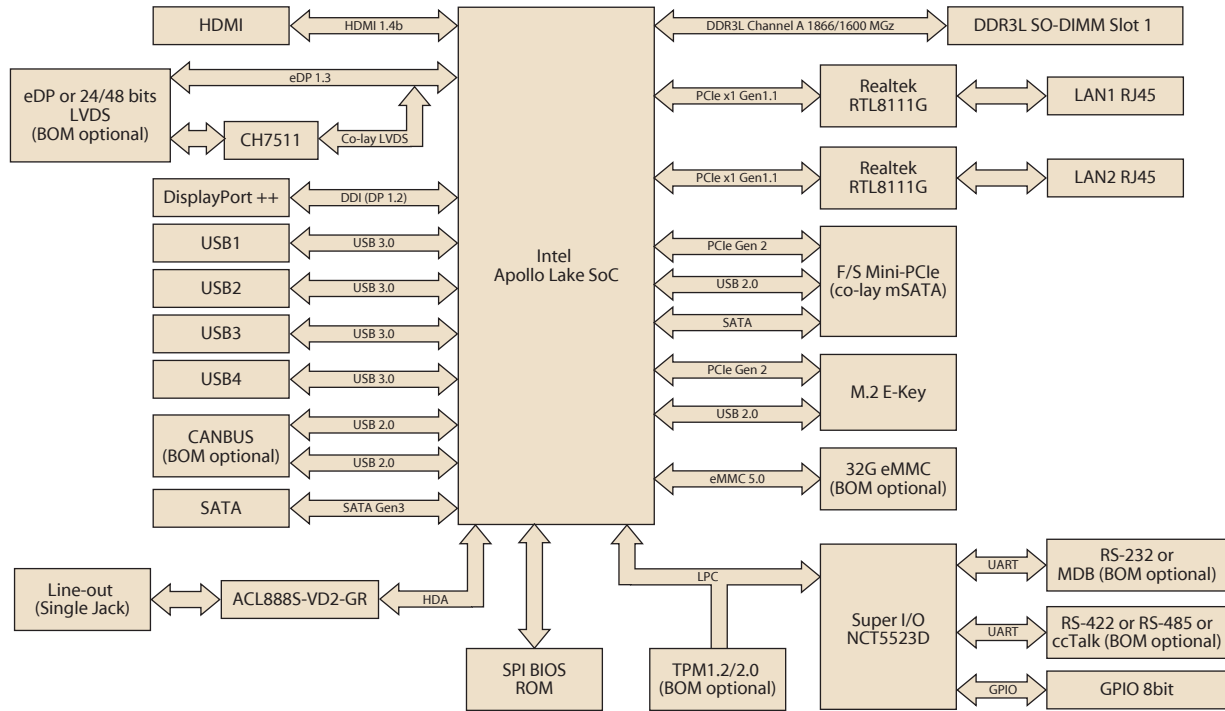 HDMI
HDMI 1.4b
eDP or 24/48 bits
LVDS
(BOM optional)
eDP 1.3
CH7511
Co-lay LVDS
DisplayPort ++
DDI (DP 1.2)
USB1
USB 3.0
USB2
USB 3.0
USB3
USB 3.0
USB4
USB 3.0
CANBUS
(BOM optional)
USB 2.0
USB 2.0
SATA
SATA Gen3
Line-out
(Single Jack)
ACL888S-VD2-GR
HDA
Intel
Apollo Lake SoC
SPI BIOS
ROM
DDR3L Channel A 1866/1600 MGz
DDR3L SO-DIMM Slot 1
PCIe x1 Gen1.1
Realtek
RTL8111G
LAN1 RJ45
PCIe x1 Gen1.1
Realtek
RTL8111G
LAN2 RJ45
PCIe Gen 2
USB 2.0
SATA
F/S Mini-PCIe
(co-lay mSATA)
PCIe Gen 2
USB 2.0
M.2 E-Key
eMMC 5.0
32G eMMC
(BOM optional)
LPC
TPM1.2/2.0
(BOM optional)
Super I/O
NCT5523D
UART
RS-232 or
MDB (BOM optional)
UART
RS-422 or RS-485 or
ccTalk (BOM optional)
GPIO
GPIO 8bit